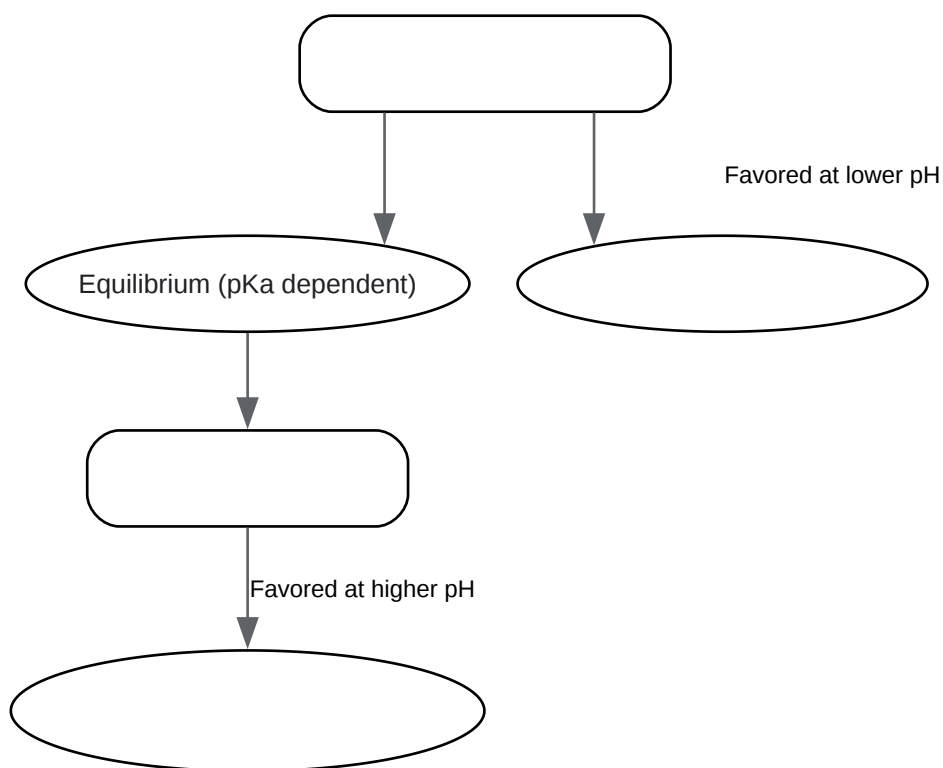 Favored at lower pH
Equilibrium (pKa dependent)
Favored at higher pH